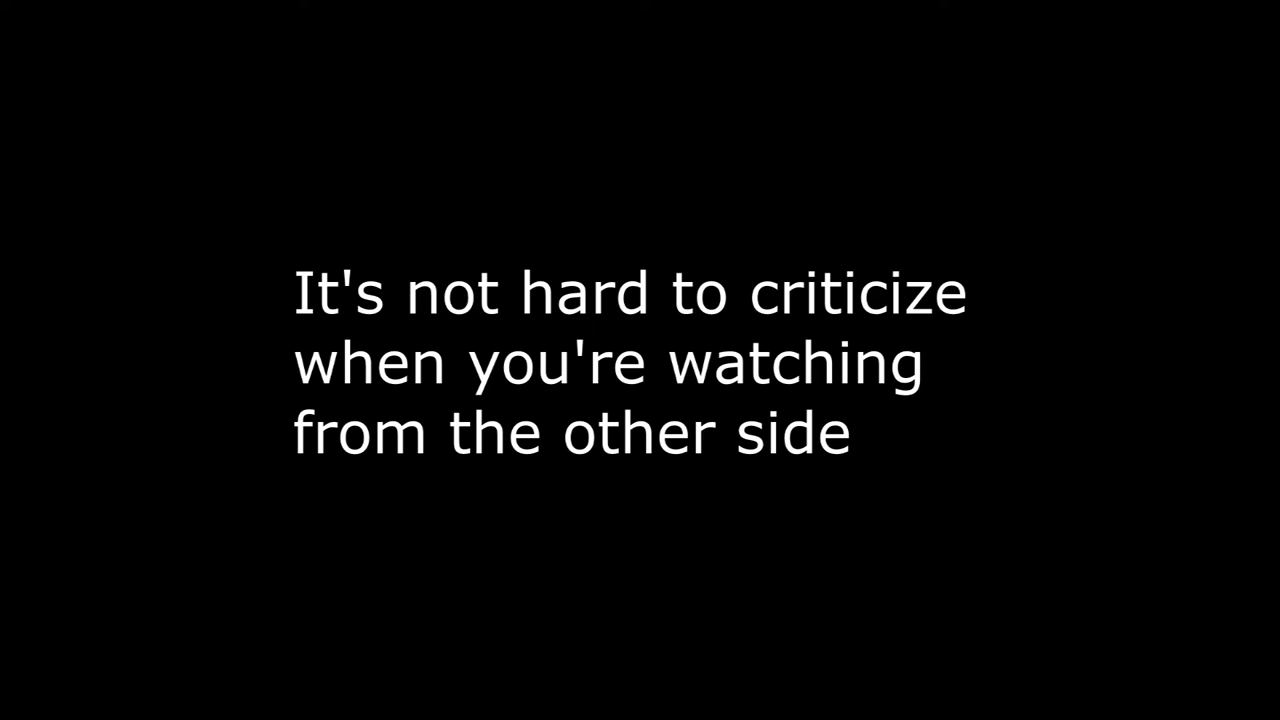 It's not hard to criticize
when you're watching
from the other side